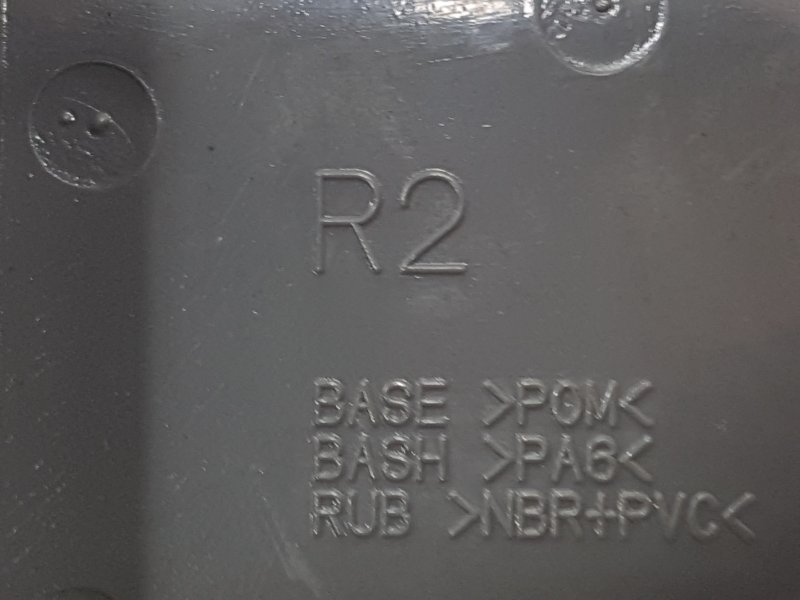 R2
BASE >POM<
BASH >PA6<
RUB >NBR+PVC<